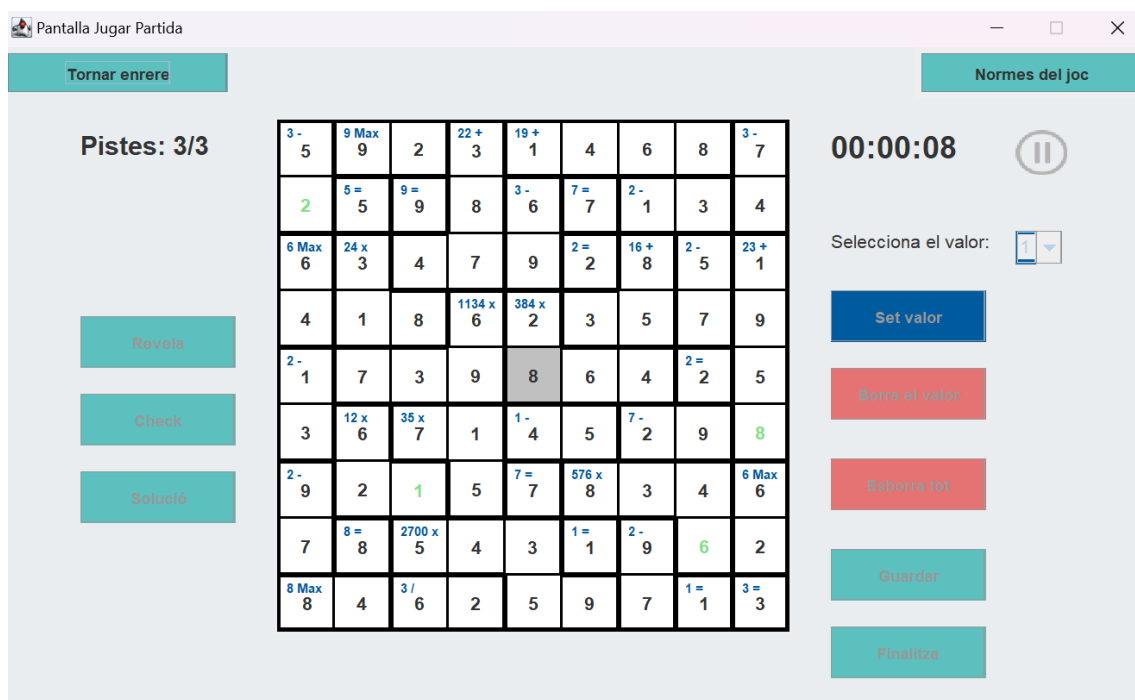 Pantalla Jugar Partida
Tornar enrere
Normes del joc
Pistes: 3/3
00:00:08
3 - 9 Max 22 + 19 + 3 -
5 9 2 3 1 4 6 8 7
5 = 9 = 3 - 7 = 2 -
2 5 9 8 6 7 1 3 4
6 Max 24 x 2 = 16 + 2 - 23 +
6 3 4 7 9 2 8 5 1
1134 x 384 x
4 1 8 6 2 3 5 7 9
2 - 2 =
1 7 3 9 8 6 4 2 5
12 x 35 x 1 - 7 -
3 6 7 1 4 5 2 9 8
2 - 7 = 576 x 6 Max
9 2 1 5 7 8 3 4 6
8 = 2700 x 1 = 2 -
7 8 5 4 3 1 9 6 2
8 Max 3 / 1 = 3 =
8 4 6 2 5 9 7 1 3
Revela
Check
Solució
Selecciona el valor: 1
Set valor
Borra el valor
Esborra tot
Guardar
Finalitza